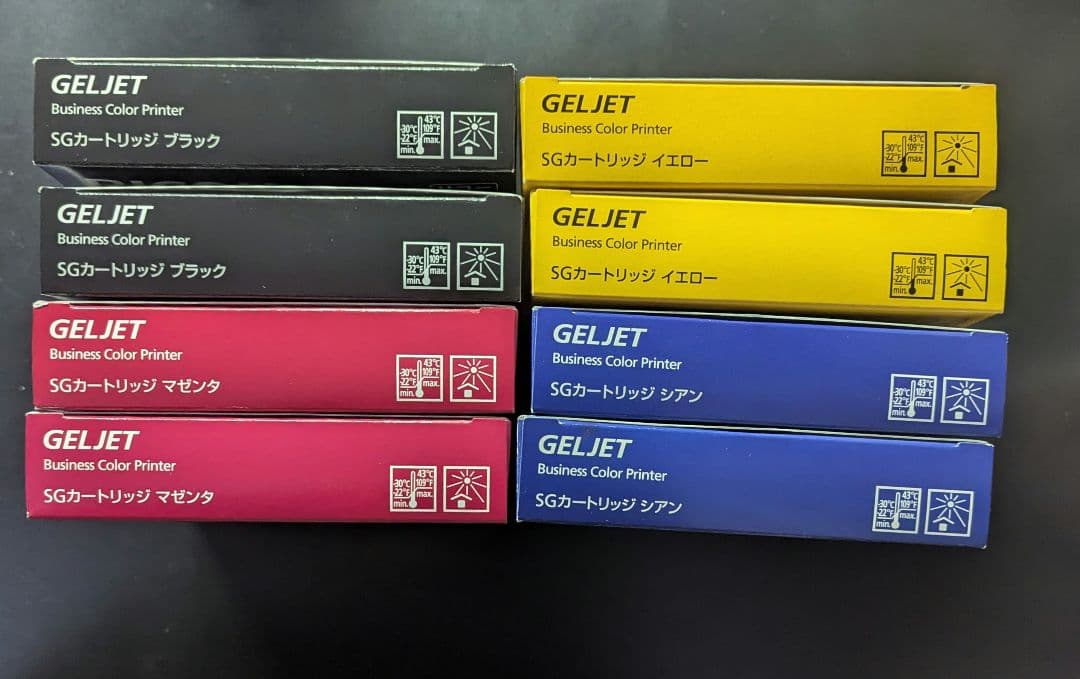 GELJET
Business Color Printer
SGカートリッジ ブラック
-30℃
-22°F
min.
43℃
109°F
max.
GELJET
Business Color Printer
SGカートリッジ ブラック
-30℃
-22°F
min.
43℃
109°F
max.
GELJET
Business Color Printer
SGカートリッジ マゼンタ
-30℃
-22°F
min.
43℃
109°F
max.
GELJET
Business Color Printer
SGカートリッジ マゼンタ
-30℃
-22°F
min.
43℃
109°F
max.
GELJET
Business Color Printer
SGカートリッジ イエロー
-30℃
-22°F
min.
43℃
109°F
max.
GELJET
Business Color Printer
SGカートリッジ イエロー
-30℃
-22°F
min.
43℃
109°F
max.
GELJET
Business Color Printer
SGカートリッジ シアン
-30℃
-22°F
min.
43℃
109°F
max.
GELJET
Business Color Printer
SGカートリッジ シアン
-30℃
-22°F
min.
43℃
109°F
max.